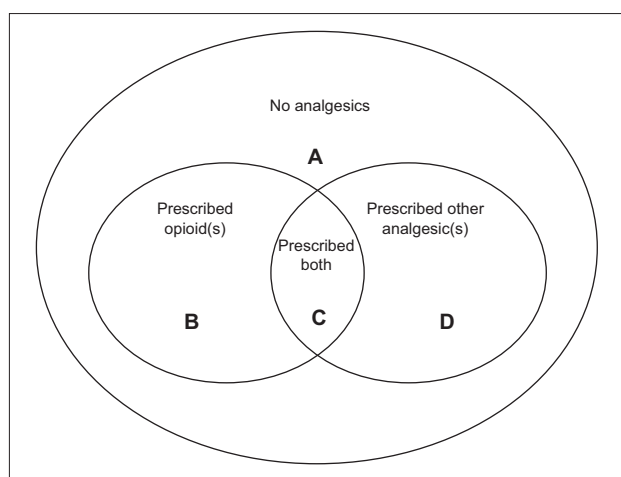 No analgesics
A
Prescribed
opioid(s)
Prescribed other
analgesic(s)
Prescribed
both
B
C
D